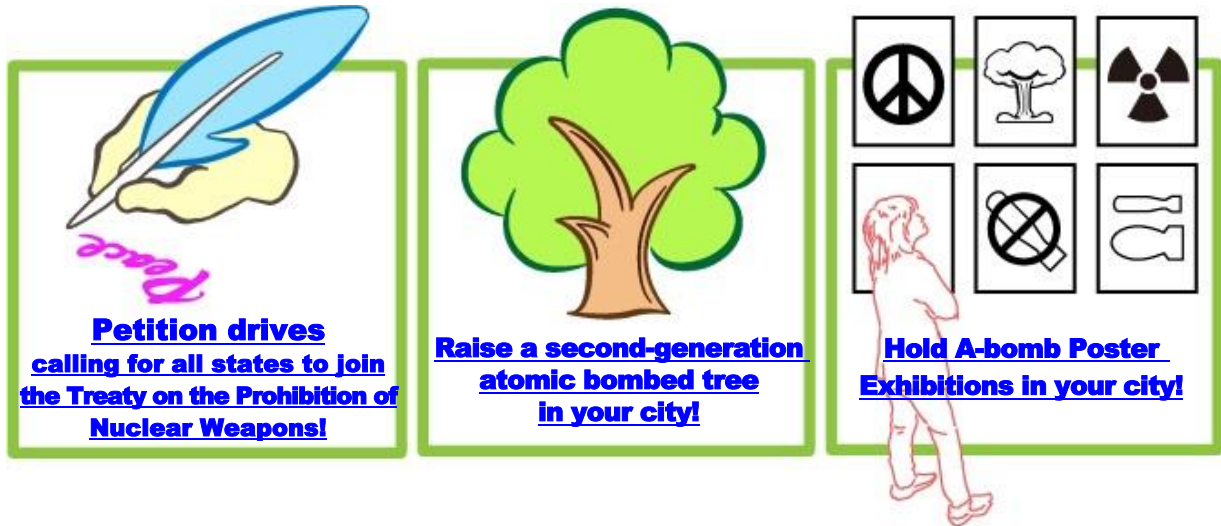 Peace
Petition drives
calling for all states to join
the Treaty on the Prohibition of
Nuclear Weapons!
Raise a second-generation
atomic bombed tree
in your city!
Hold A-bomb Poster
Exhibitions in your city!